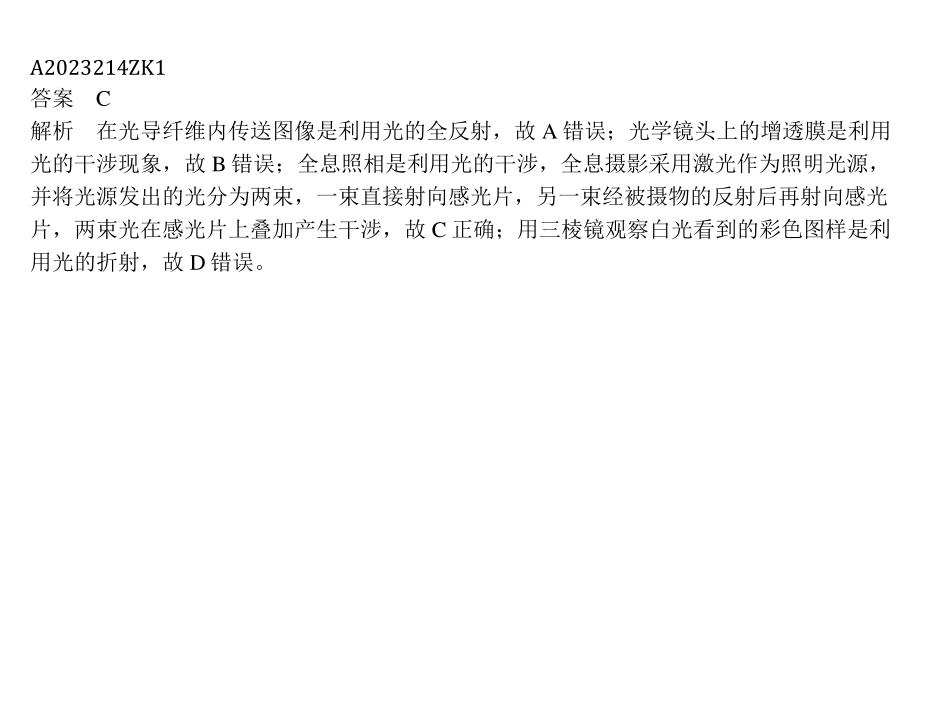 A2023214ZK1
答案　C
解析　在光导纤维内传送图像是利用光的全反射，故 A 错误；光学镜头上的增透膜是利用
光的干涉现象，故 B 错误；全息照相是利用光的干涉，全息摄影采用激光作为照明光源，
并将光源发出的光分为两束，一束直接射向感光片，另一束经被摄物的反射后再射向感光
片，两束光在感光片上叠加产生干涉，故 C 正确；用三棱镜观察白光看到的彩色图样是利
用光的折射，故 D 错误。